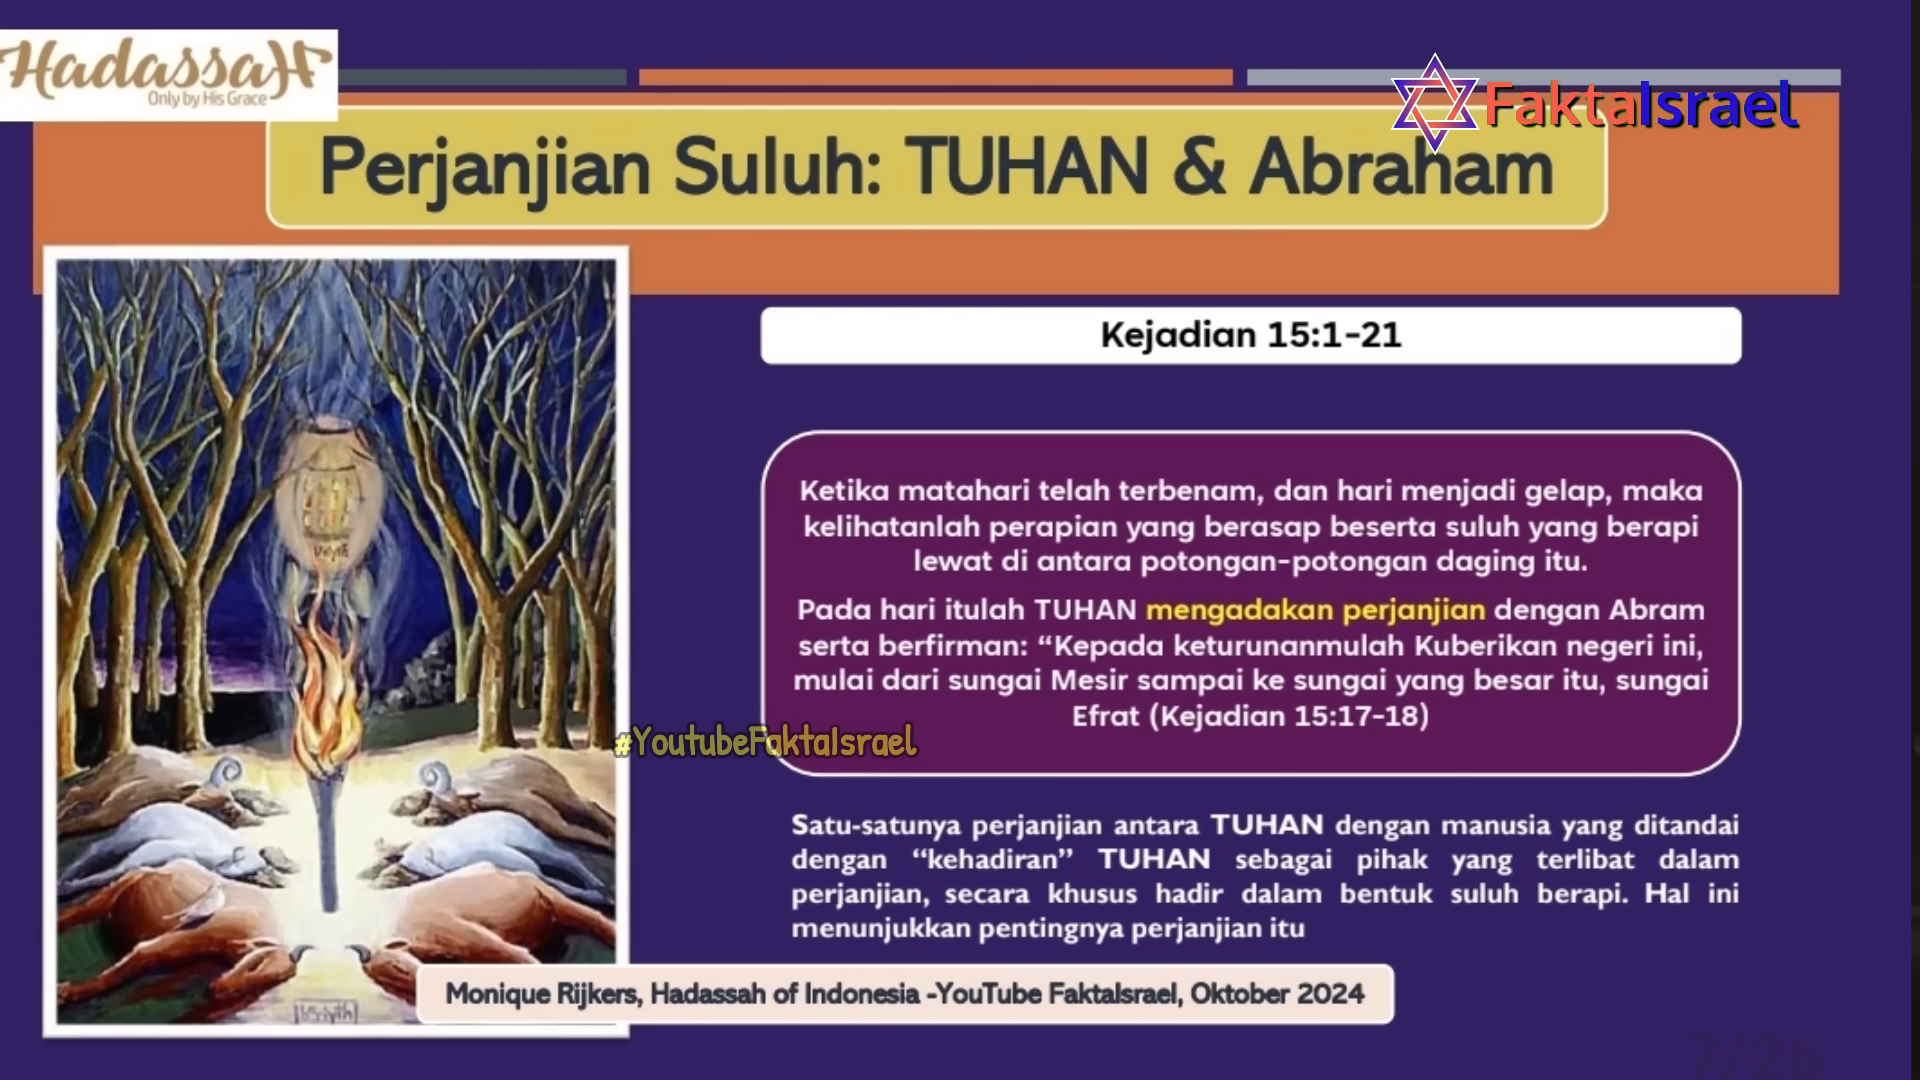 Hadassah
Only by His Grace
FaktaIsrael
Perjanjian Suluh: TUHAN & Abraham
Kejadian 15:1-21
Ketika matahari telah terbenam, dan hari menjadi gelap, maka
kelihatanlah perapian yang berasap beserta suluh yang berapi
lewat di antara potongan-potongan daging itu.
Pada hari itulah TUHAN mengadakan perjanjian dengan Abram
serta berfirman: “Kepada keturunanmulah Kuberikan negeri ini,
mulai dari sungai Mesir sampai ke sungai yang besar itu, sungai
Efrat (Kejadian 15:17-18)
#YoutubeFaktaIsrael
Satu-satunya perjanjian antara TUHAN dengan manusia yang ditandai
dengan “kehadiran” TUHAN sebagai pihak yang terlibat dalam
perjanjian, secara khusus hadir dalam bentuk suluh berapi. Hal ini
menunjukkan pentingnya perjanjian itu
Monique Rijkers, Hadassah of Indonesia -YouTube FaktaIsrael, Oktober 2024
7/26